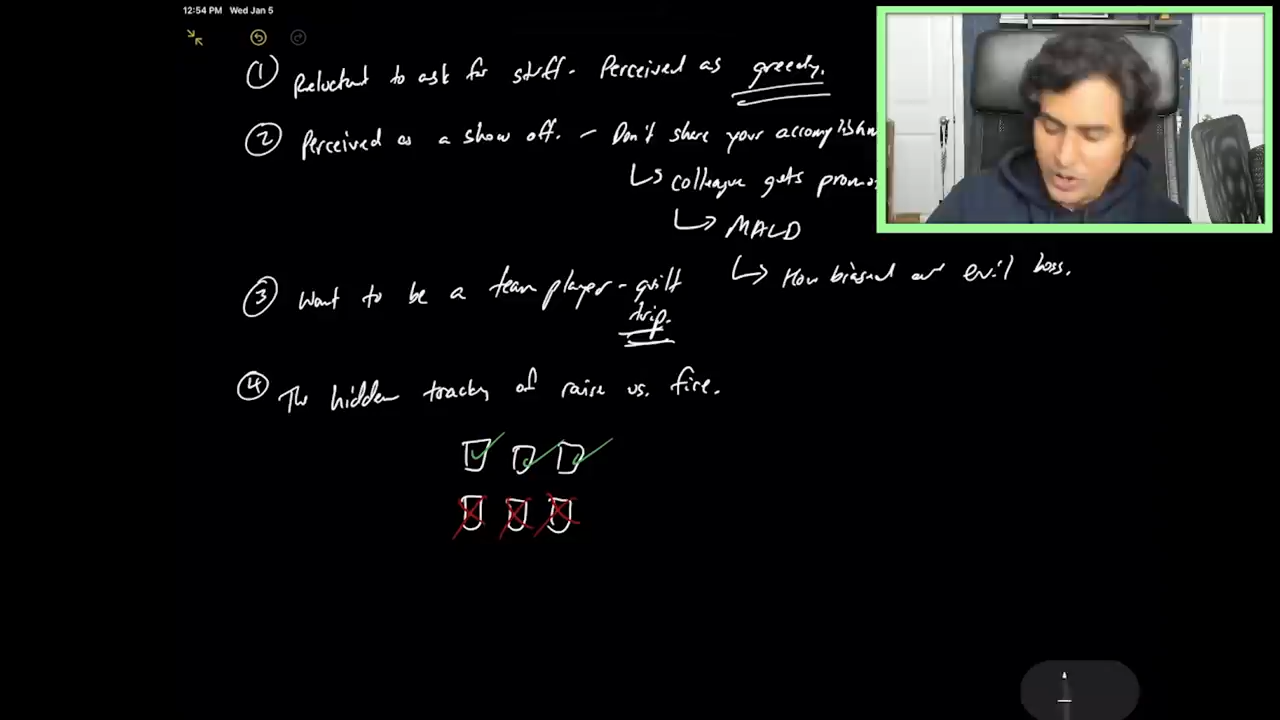 12:54 PM Wed Jan 5
① Reluctant to ask for stuff. Perceived as greedy.
② Perceived as a show off. - Don't share your accomplishm
↳ colleague gets promot
↳ MALD
↳ How biased our evil boss.
③ Want to be a team player - guilt
trip.
④ The hidden tracks of raise vs. fire.